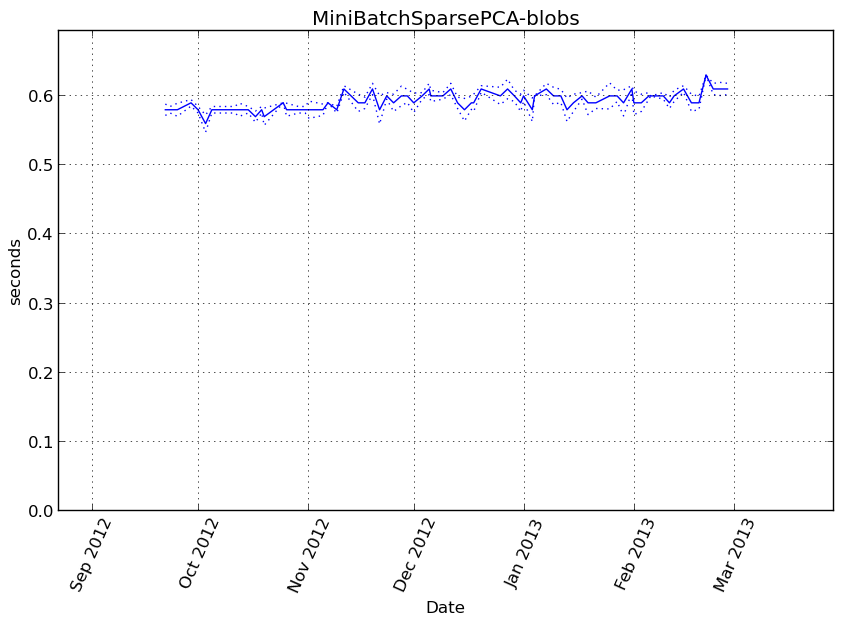 MiniBatchSparsePCA-blobs
0.6
0.5
0.4
0.3
0.2
0.1
0.0
seconds
Sep 2012
Oct 2012
Nov 2012
Dec 2012
Jan 2013
Feb 2013
Mar 2013
Date